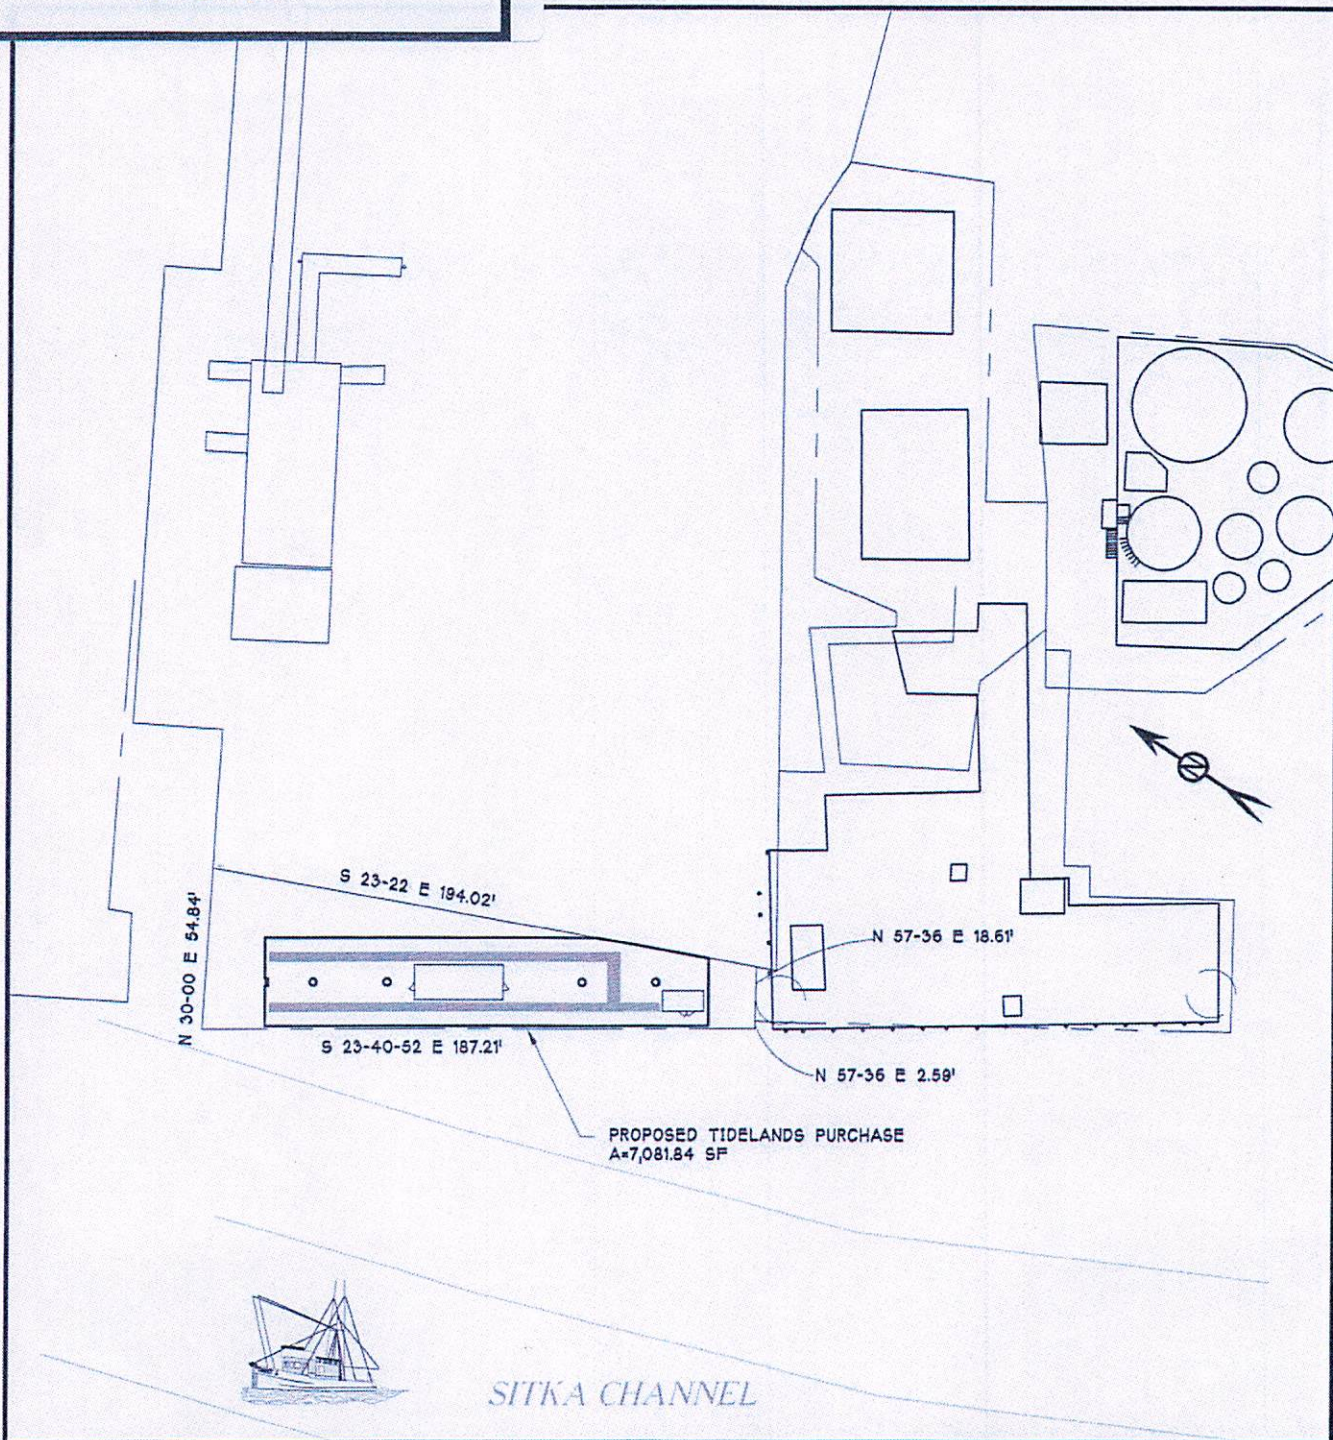 S 23-22 E 194.02'
N 30-00 E 54.84'
N 57-36 E 18.61'
S 23-40-52 E 187.21'
N 57-36 E 2.59'
PROPOSED TIDELANDS PURCHASE
A=7,081.84 SF
N
SITKA CHANNEL